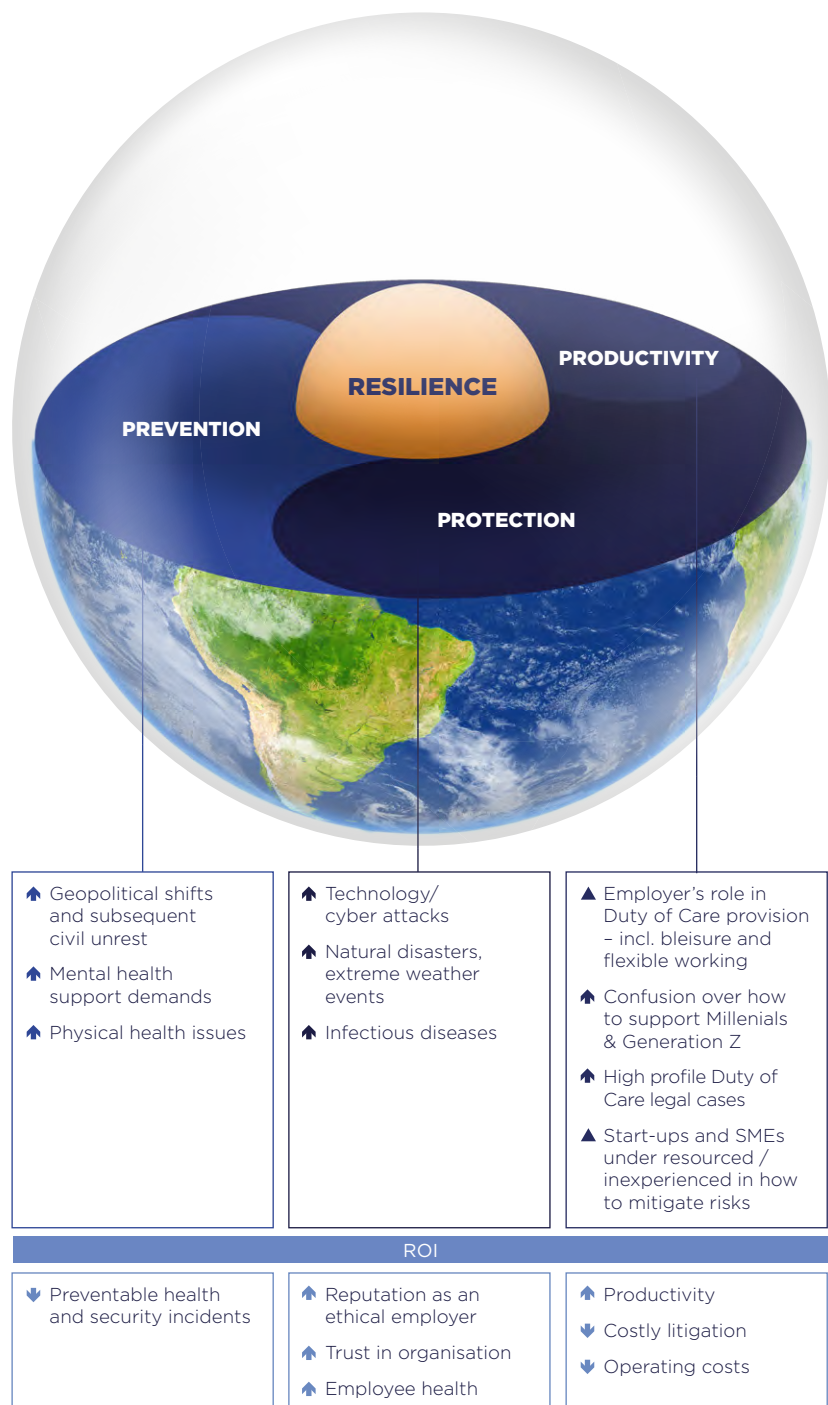 RESILIENCE
PRODUCTIVITY
PREVENTION
PROTECTION
Geopolitical shifts
and subsequent
civil unrest
Mental health
support demands
Physical health issues
Technology/
cyber attacks
Natural disasters,
extreme weather
events
Infectious diseases
Employer's role in
Duty of Care provision
– incl. bleisure and
flexible working
Confusion over how
to support Millenials
& Generation Z
High profile Duty of
Care legal cases
Start-ups and SMEs
under resourced /
inexperienced in how
to mitigate risks
ROI
Preventable health
and security incidents
Reputation as an
ethical employer
Trust in organisation
Employee health
Productivity
Costly litigation
Operating costs